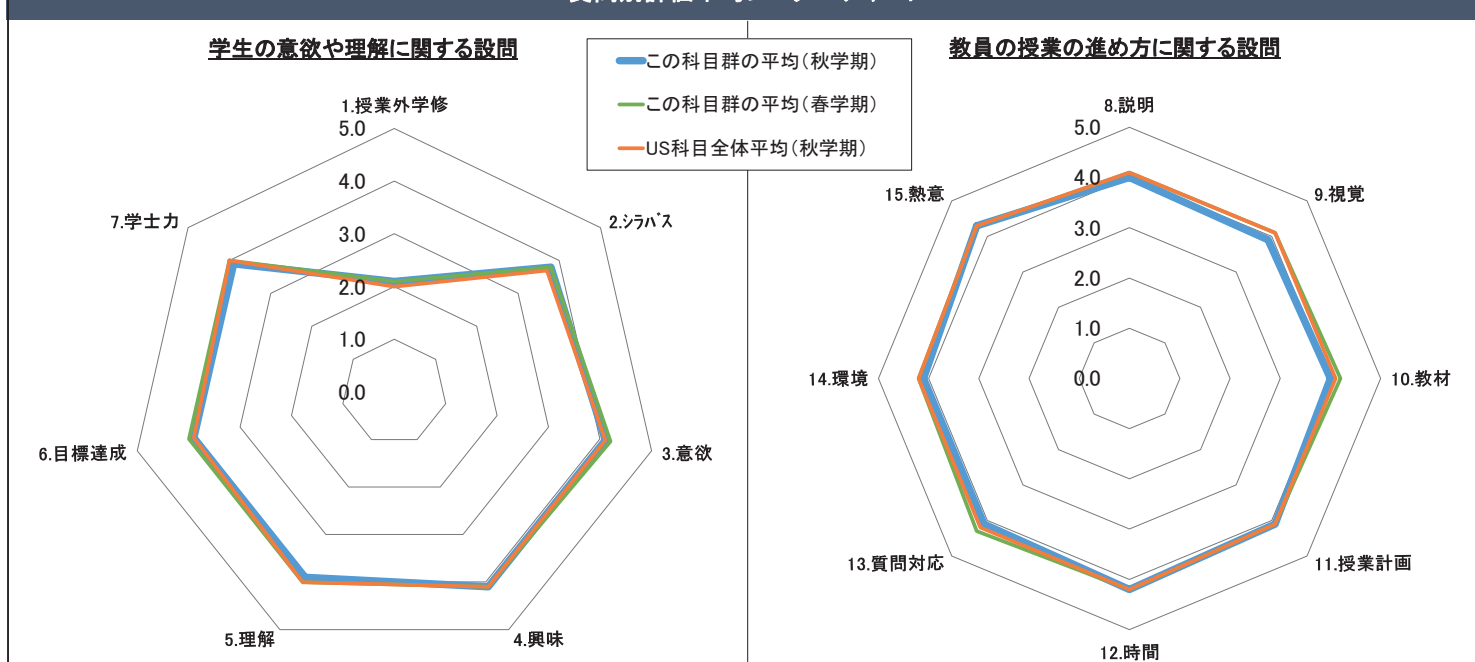 学生の意欲や理解に関する設問
この科目群の平均（秋学期）
この科目群の平均（春学期）
US科目全体平均（秋学期）
教員の授業の進め方に関する設問
1.授業外学修
2.ｼﾗﾊﾞｽ
3.意欲
4.興味
5.理解
6.目標達成
7.学士力
5.0
4.0
3.0
2.0
1.0
0.0
8.説明
9.視覚
10.教材
11.授業計画
12.時間
13.質問対応
14.環境
15.熱意
5.0
4.0
3.0
2.0
1.0
0.0